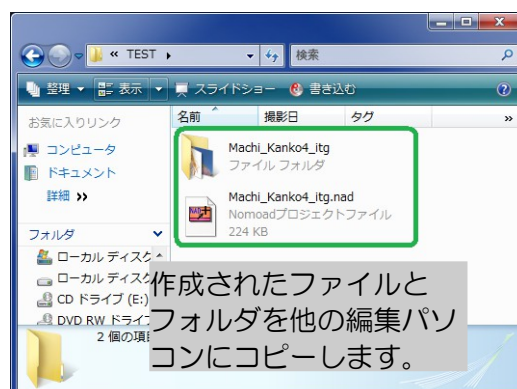 « TEST
検索
整理
表示
スライドショー
書き込む
お気に入りリンク
コンピュータ
ドキュメント
詳細 »
フォルダ
ローカル ディスク
ローカル ディスク
CD ドライブ (E:)
DVD RW ドライ
名前
撮影日
タグ
»
Machi_Kanko4_itg
ファイル フォルダ
Machi_Kanko4_itg.nad
Nomoadプロジェクトファイル
224 KB
2 個の項
作成されたファイルと
フォルダを他の編集パソ
コンにコピーします。